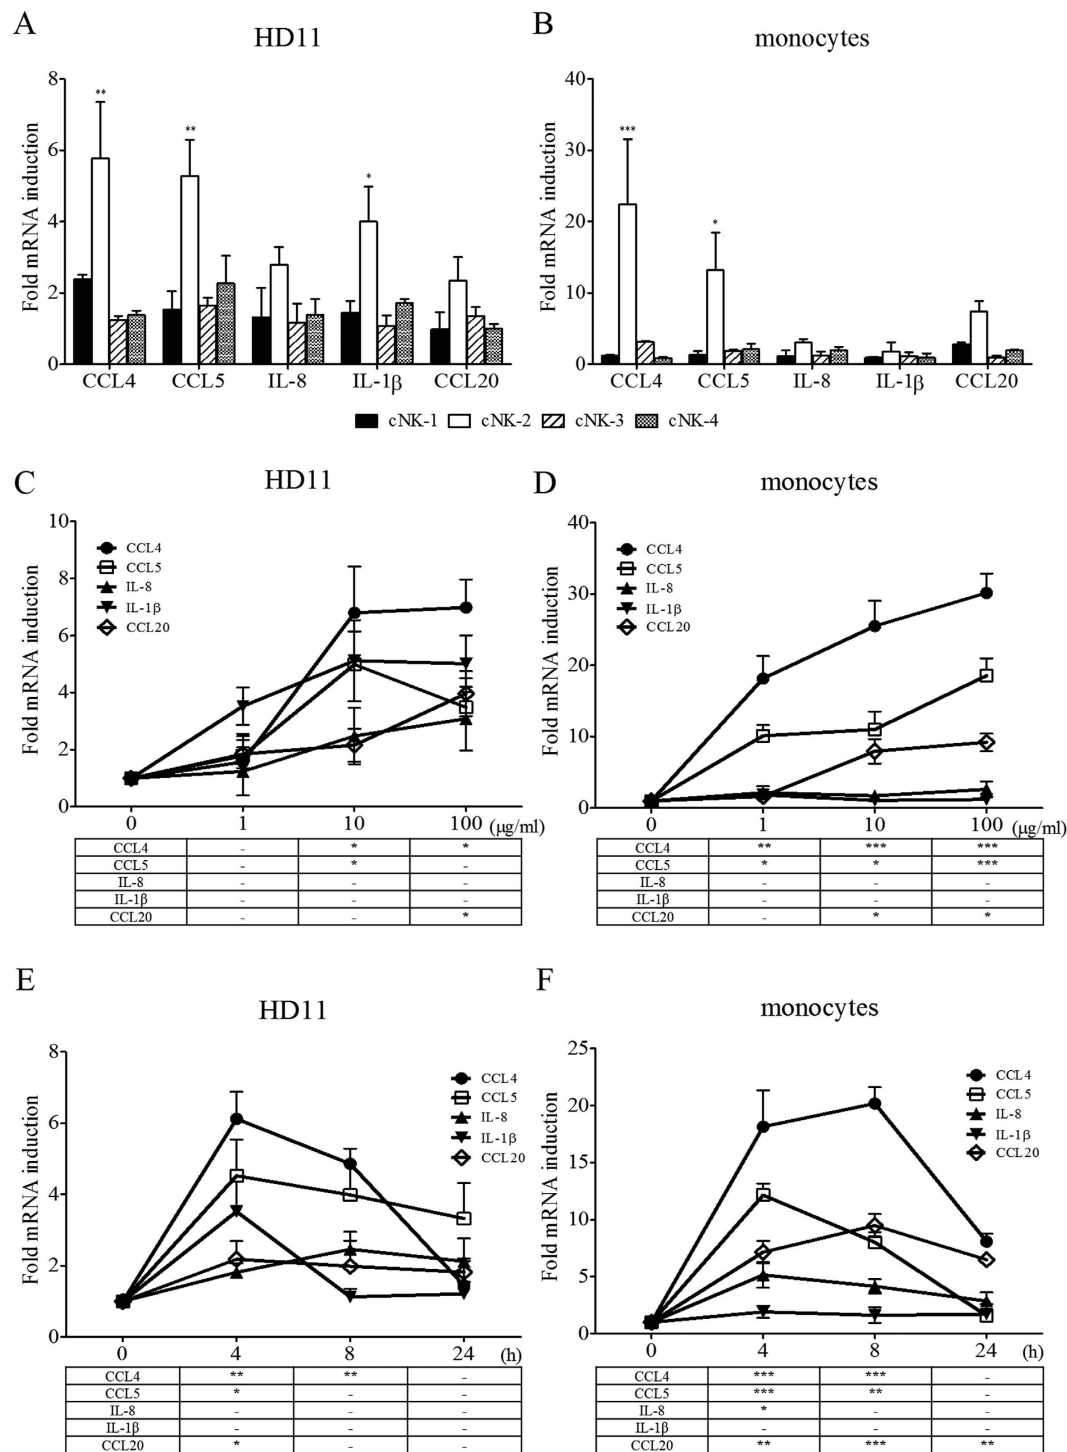 A
HD11
Fold mRNA induction
8
6
4
2
0
** ** *
CCL4 CCL5 IL-8 IL-1β CCL20
B
monocytes
Fold mRNA induction
40
30
20
10
0
*** *
CCL4 CCL5 IL-8 IL-1β CCL20
cNK-1 cNK-2 cNK-3 cNK-4
C
HD11
Fold mRNA induction
10
8
6
4
2
0
CCL4
CCL5
IL-8
IL-1β
CCL20
0 1 10 100 (μg/ml)
CCL4 - * *
CCL5 - * -
IL-8 - - -
IL-1β - - -
CCL20 - - *
D
monocytes
Fold mRNA induction
40
30
20
10
0
CCL4
CCL5
IL-8
IL-1β
CCL20
0 1 10 100 (μg/ml)
CCL4 ** *** ***
CCL5 * * ***
IL-8 - - -
IL-1β - - -
CCL20 - * *
E
HD11
Fold mRNA induction
8
6
4
2
0
CCL4
CCL5
IL-8
IL-1β
CCL20
0 4 8 24 (h)
CCL4 ** ** -
CCL5 * - -
IL-8 - - -
IL-1β - - -
CCL20 * - -
F
monocytes
Fold mRNA induction
25
20
15
10
5
0
CCL4
CCL5
IL-8
IL-1β
CCL20
0 4 8 24 (h)
CCL4 *** *** -
CCL5 *** ** -
IL-8 * - -
IL-1β - - -
CCL20 ** *** **